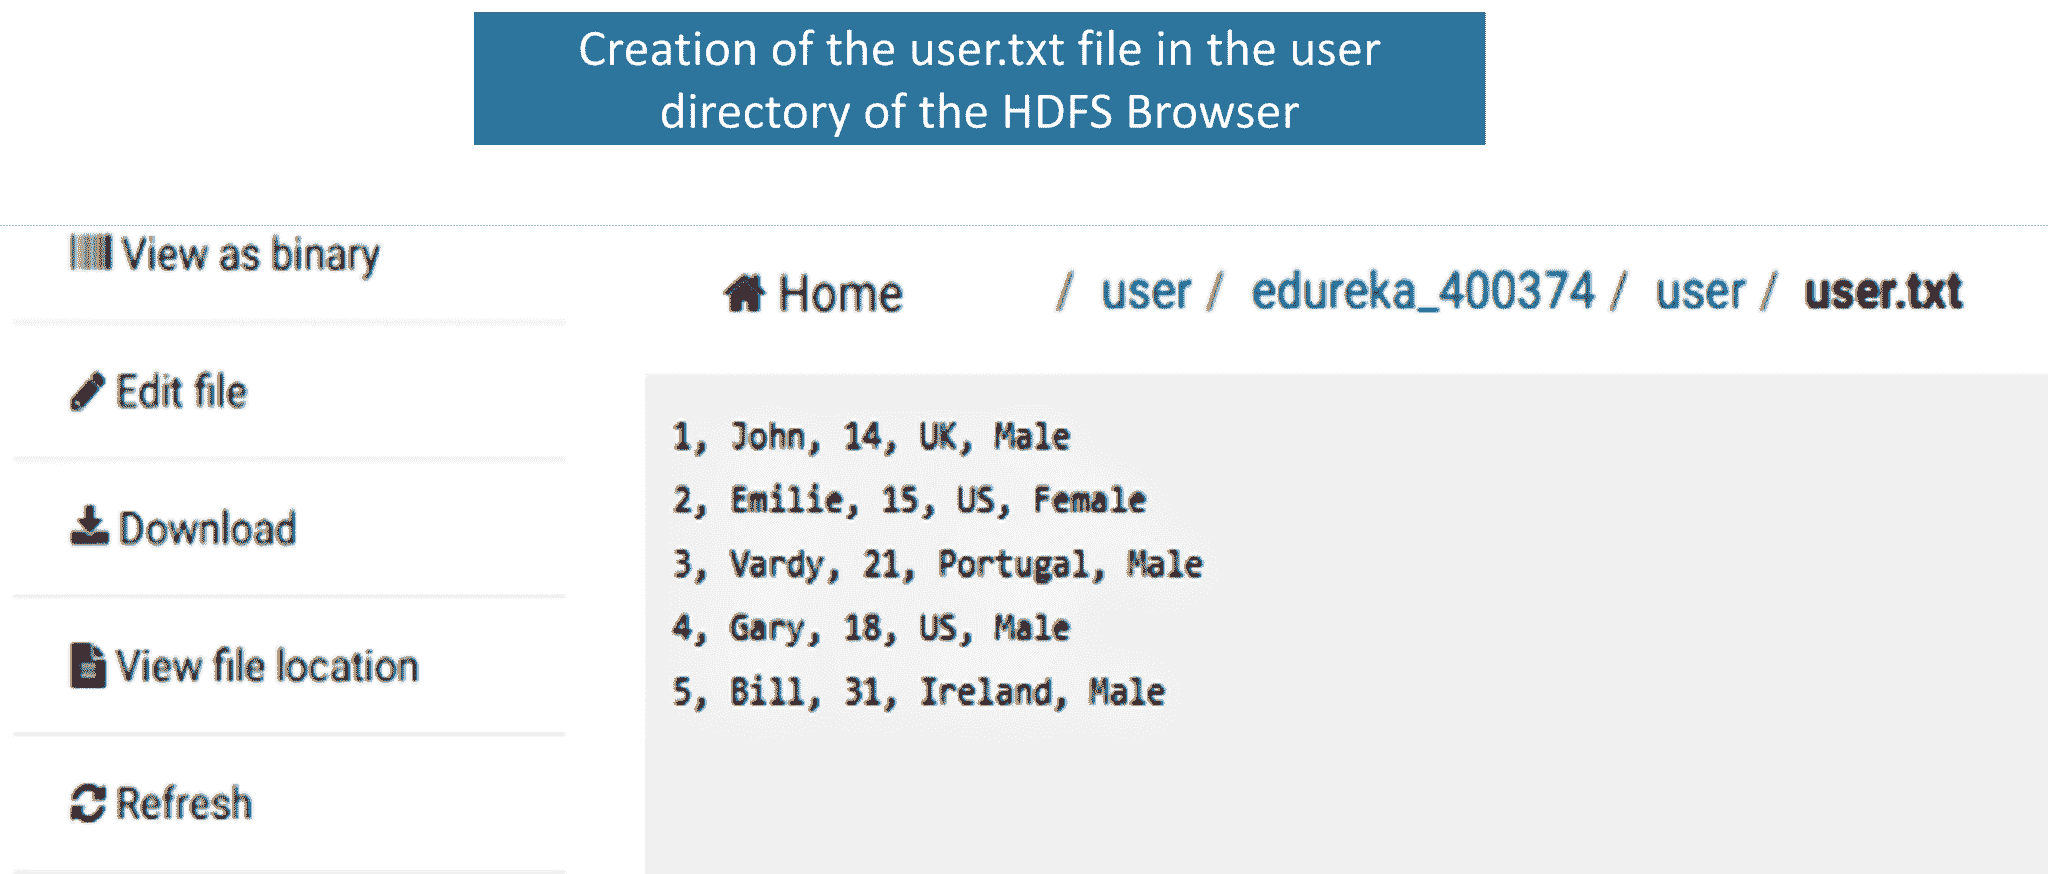 Creation of the user.txt file in the user
directory of the HDFS Browser
View as binary
Edit file
Download
View file location
Refresh
Home / user / edureka_400374 / user / user.txt
1, John, 14, UK, Male
2, Emilie, 15, US, Female
3, Vardy, 21, Portugal, Male
4, Gary, 18, US, Male
5, Bill, 31, Ireland, Male